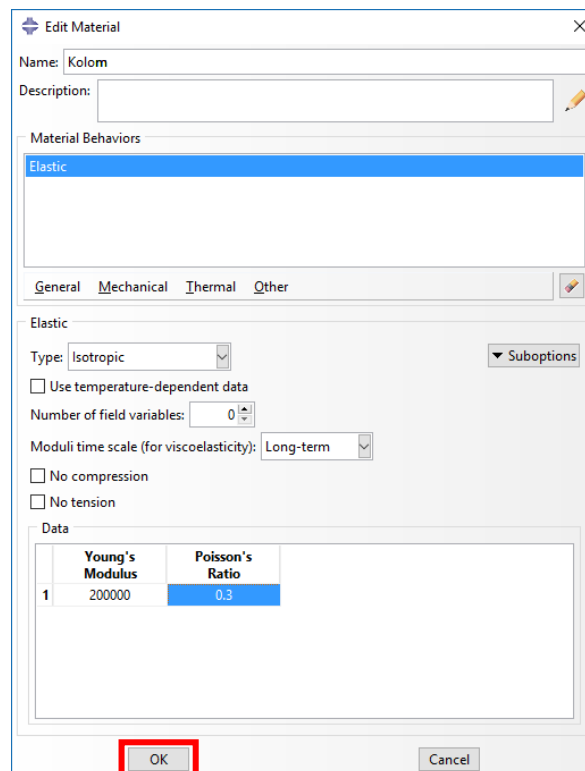 Edit Material
Name: Kolom
Description:
Material Behaviors
Elastic
General Mechanical Thermal Other
Elastic
Type: Isotropic
Suboptions
Use temperature-dependent data
Number of field variables: 0
Moduli time scale (for viscoelasticity): Long-term
No compression
No tension
Data
Young's Poisson's
Modulus Ratio
1 200000 0.3
OK Cancel